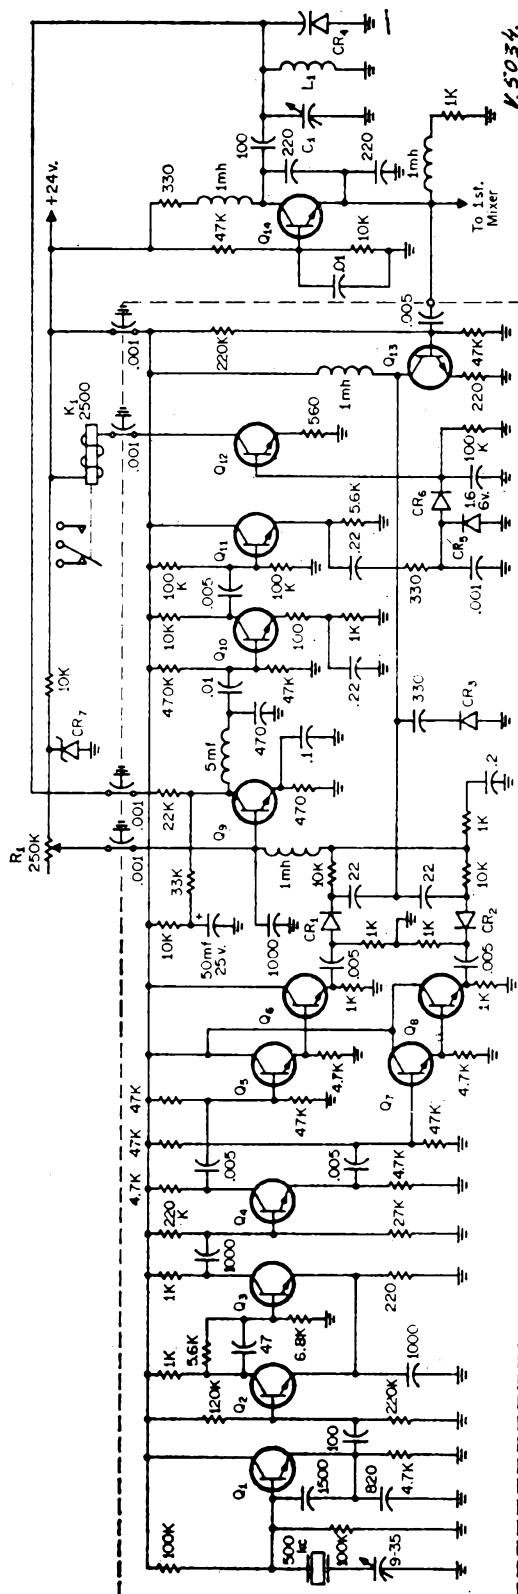 R₁
250K
CR₇
10K
K₁
2500
+24v.
.001
.001
.001
.001
100K
500
kc
100K
9-35
Q₁
1500
820
4.7K
100
120K
1K
Q₂
220K
1000
5.6K
47
6.8K
1K
Q₃
220
1000
220
K
Q₄
27K
4.7K
.005
.005
4.7K
47K
47K
47K
47K
Q₅
4.7K
Q₇
4.7K
Q₆
1K
Q₈
1K
.005
.005
CR₁
1K
1K
CR₂
22
22
10K
10K
1K
.2
10K
50mf
25v.
+
33K
22K
1000
1mh
Q₉
470
.1
5mf
470
.01
470K
47K
Q₁₀
10K
100
1K
.22
.005
100
K
100
K
Q₁₁
5.6K
.22
330
.001
CR₅
CR₆
1.6
6v.
100
K
Q₁₂
560
330
CR₃
1mh
220K
Q₁₃
220
47K
.005
330
1mh
47K
Q₁₄
10K
.01
100
220
220
C₁
L₁
CR₄
1mh
1K
To 1st.
Mixer
K5034.